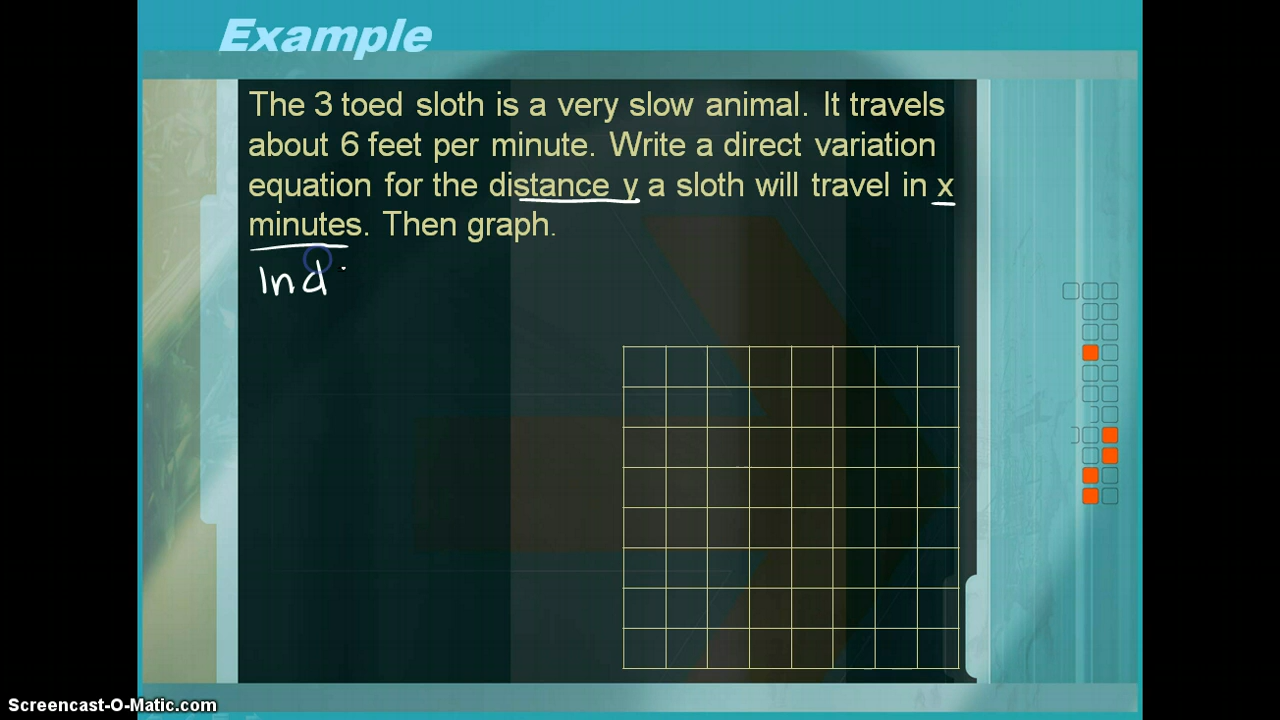 Example
The 3 toed sloth is a very slow animal. It travels
about 6 feet per minute. Write a direct variation
equation for the distance y a sloth will travel in x
minutes. Then graph.
Ind
Screencast-O-Matic.com